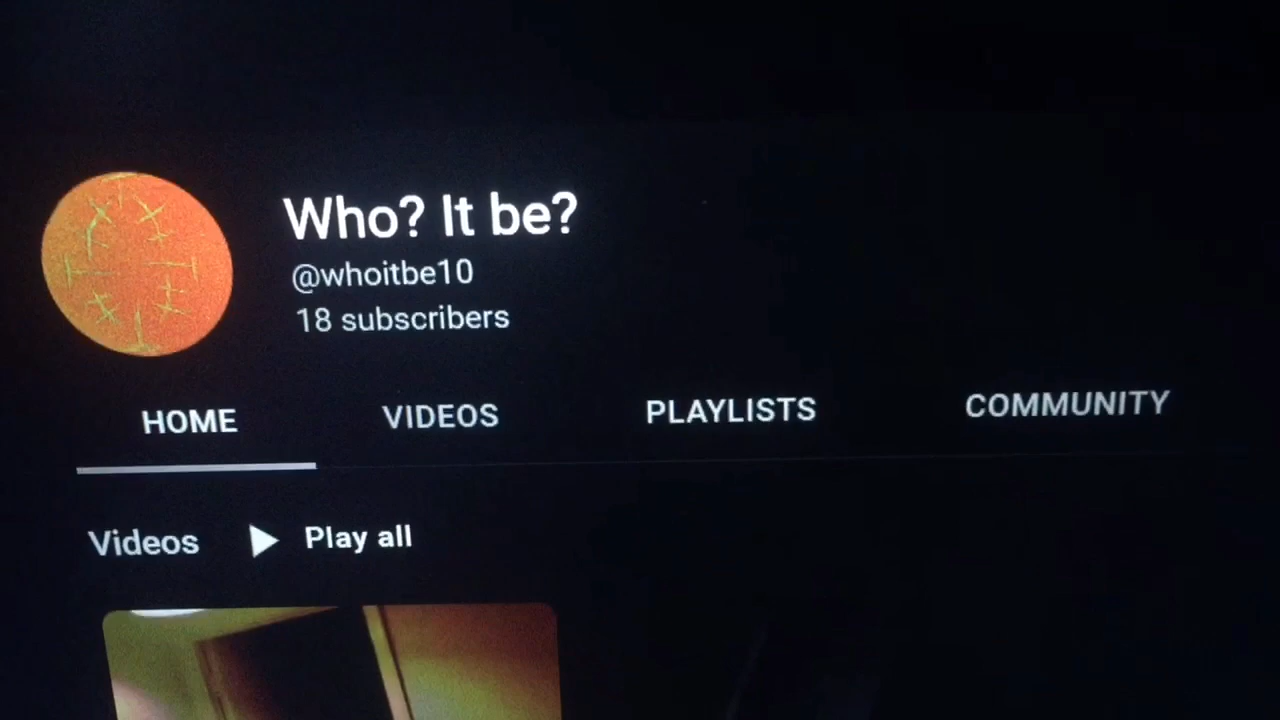 Who? It be?
@whoitbe10
18 subscribers
HOME VIDEOS PLAYLISTS COMMUNITY
Videos Play all